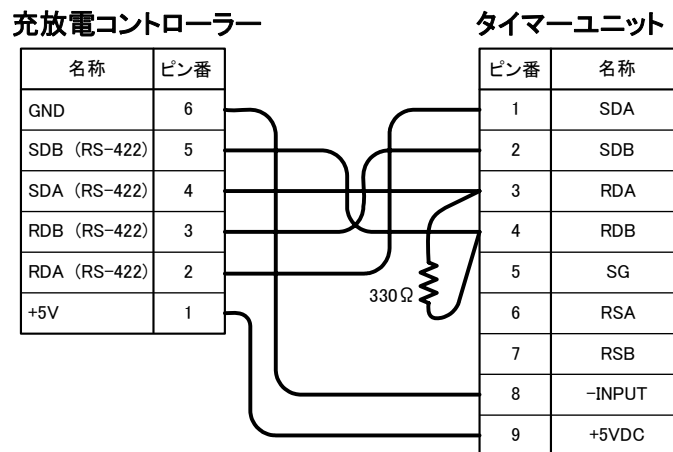 充放電コントローラー
名称 ピン番
GND 6
SDB (RS-422) 5
SDA (RS-422) 4
RDB (RS-422) 3
RDA (RS-422) 2
+5V 1
330Ω
タイマーユニット
ピン番 名称
1 SDA
2 SDB
3 RDA
4 RDB
5 SG
6 RSA
7 RSB
8 -INPUT
9 +5VDC